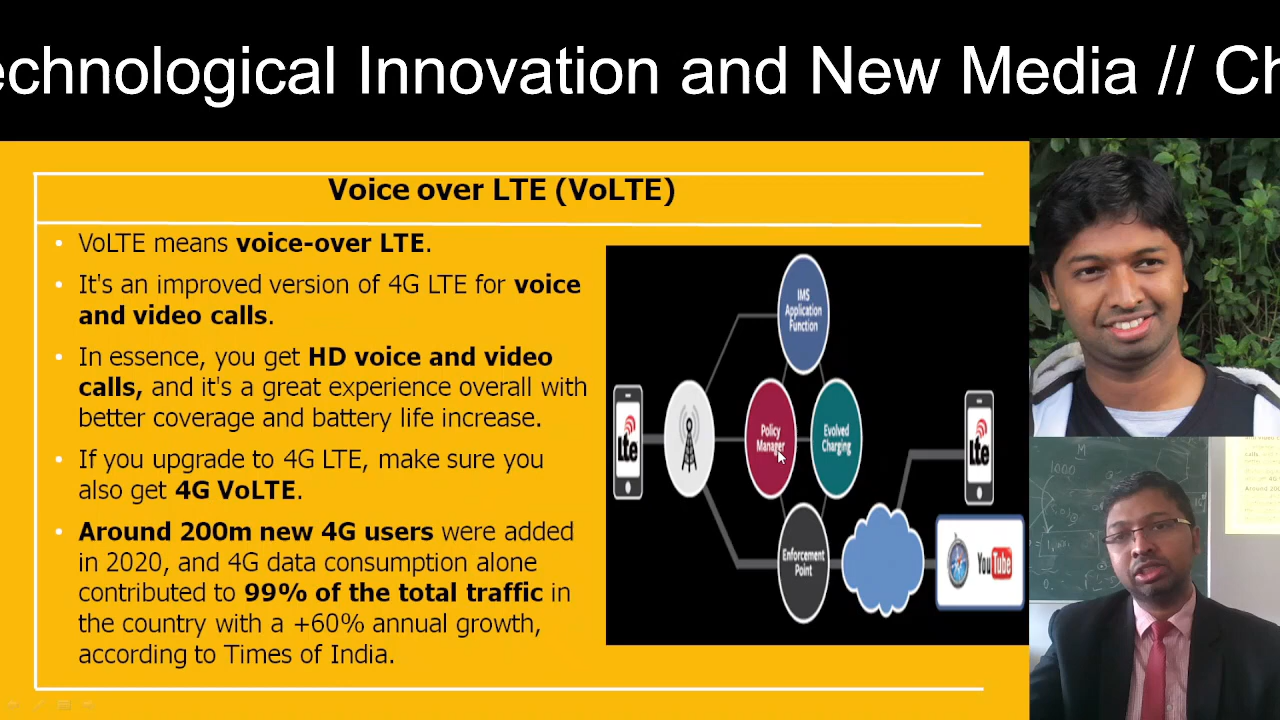 echnological Innovation and New Media // Ch
Voice over LTE (VoLTE)
• VoLTE means voice-over LTE.
• It's an improved version of 4G LTE for voice
and video calls.
• In essence, you get HD voice and video
calls, and it's a great experience overall with
better coverage and battery life increase.
• If you upgrade to 4G LTE, make sure you
also get 4G VoLTE.
• Around 200m new 4G users were added
in 2020, and 4G data consumption alone
contributed to 99% of the total traffic in
the country with a +60% annual growth,
according to Times of India.
IMS
Application
Function
lte
Policy
Manager
Evolved
Charging
lte
Enforcement
Point
YouTube
1000